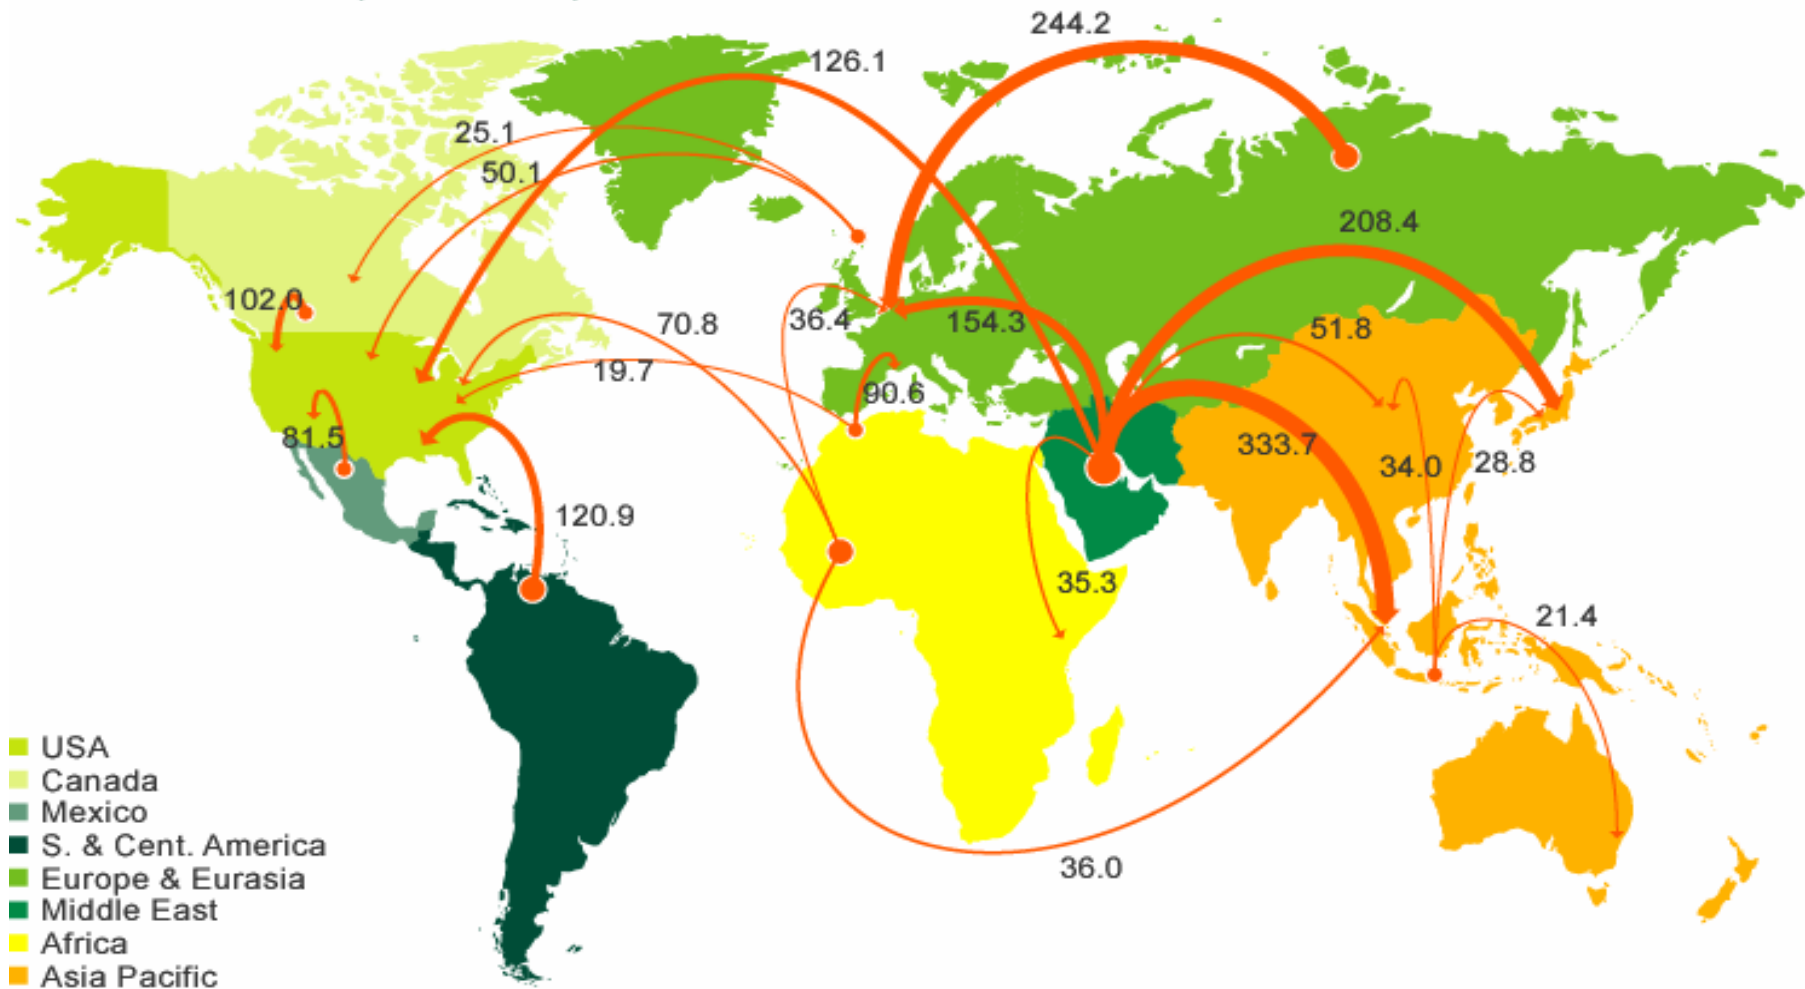 244.2
126.1
25.1
50.1
208.4
102.0
70.8
36.4
154.3
51.8
19.7
90.6
81.5
333.7
34.0
28.8
120.9
35.3
21.4
36.0
USA
Canada
Mexico
S. & Cent. America
Europe & Eurasia
Middle East
Africa
Asia Pacific